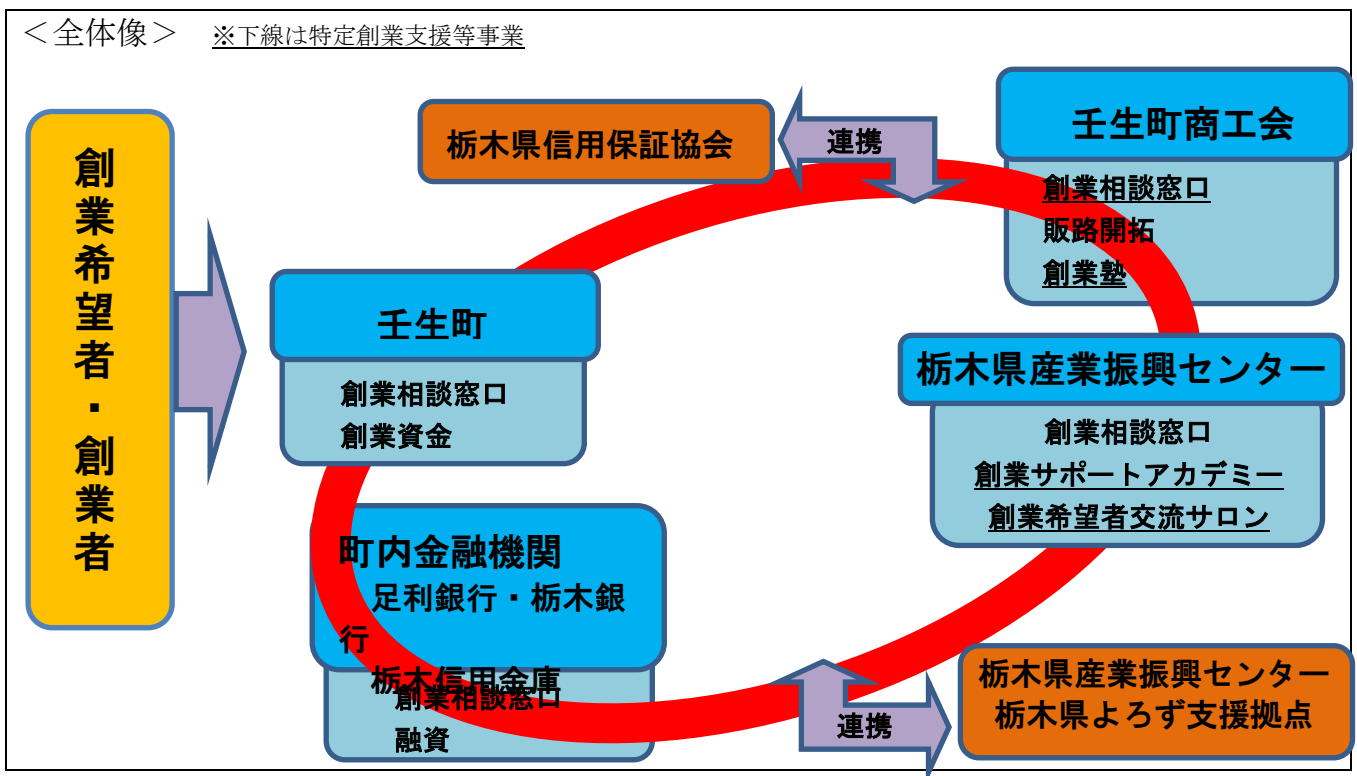 ＜全体像＞ ※下線は特定創業支援等事業
創業希望者・創業者
栃木県信用保証協会
連携
壬生町商工会
創業相談窓口
販路開拓
創業塾
壬生町
創業相談窓口
創業資金
栃木県産業振興センター
創業相談窓口
創業サポートアカデミー
創業希望者交流サロン
町内金融機関
足利銀行・栃木銀
行
栃木信用金庫
創業相談窓口
融資
連携
栃木県産業振興センター
栃木県よろず支援拠点